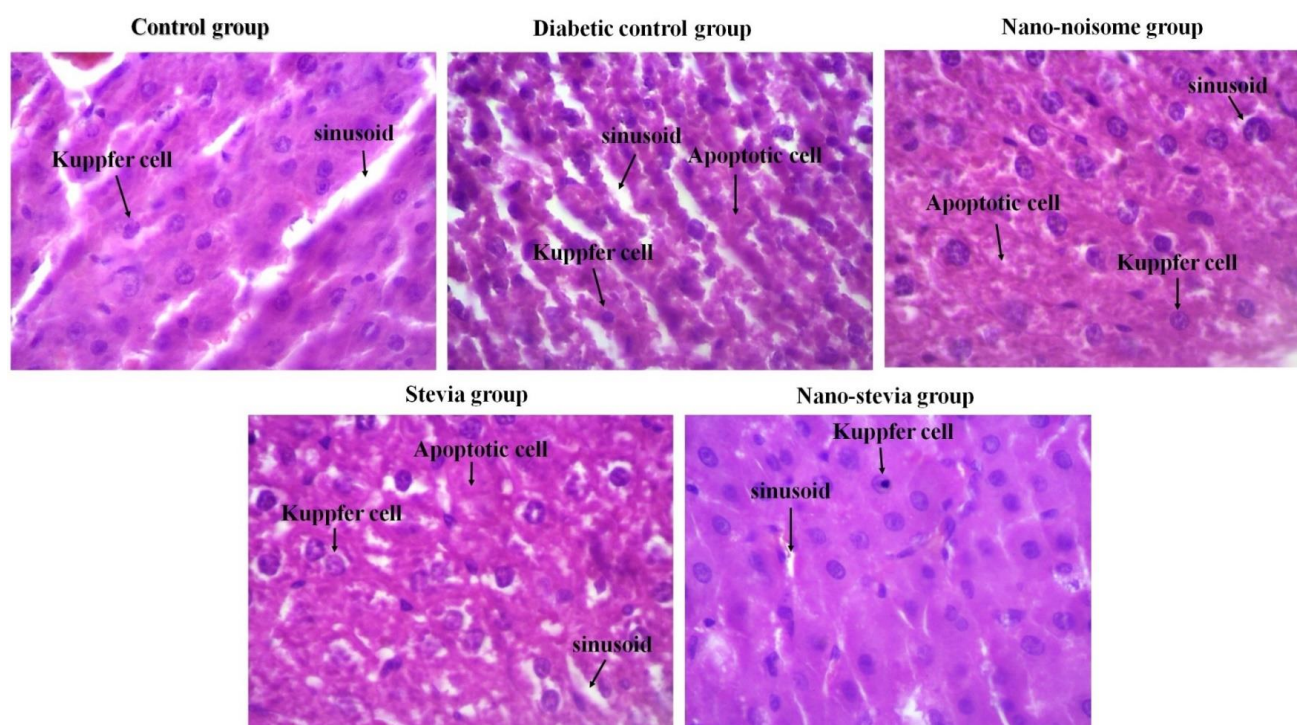 Control group
Diabetic control group
Nano-noisome group
sinusoid
Kuppfer cell
sinusoid
Apoptotic cell
Kuppfer cell
sinusoid
Apoptotic cell
Kuppfer cell
Stevia group
Nano-stevia group
Apoptotic cell
Kuppfer cell
sinusoid
Kuppfer cell
sinusoid